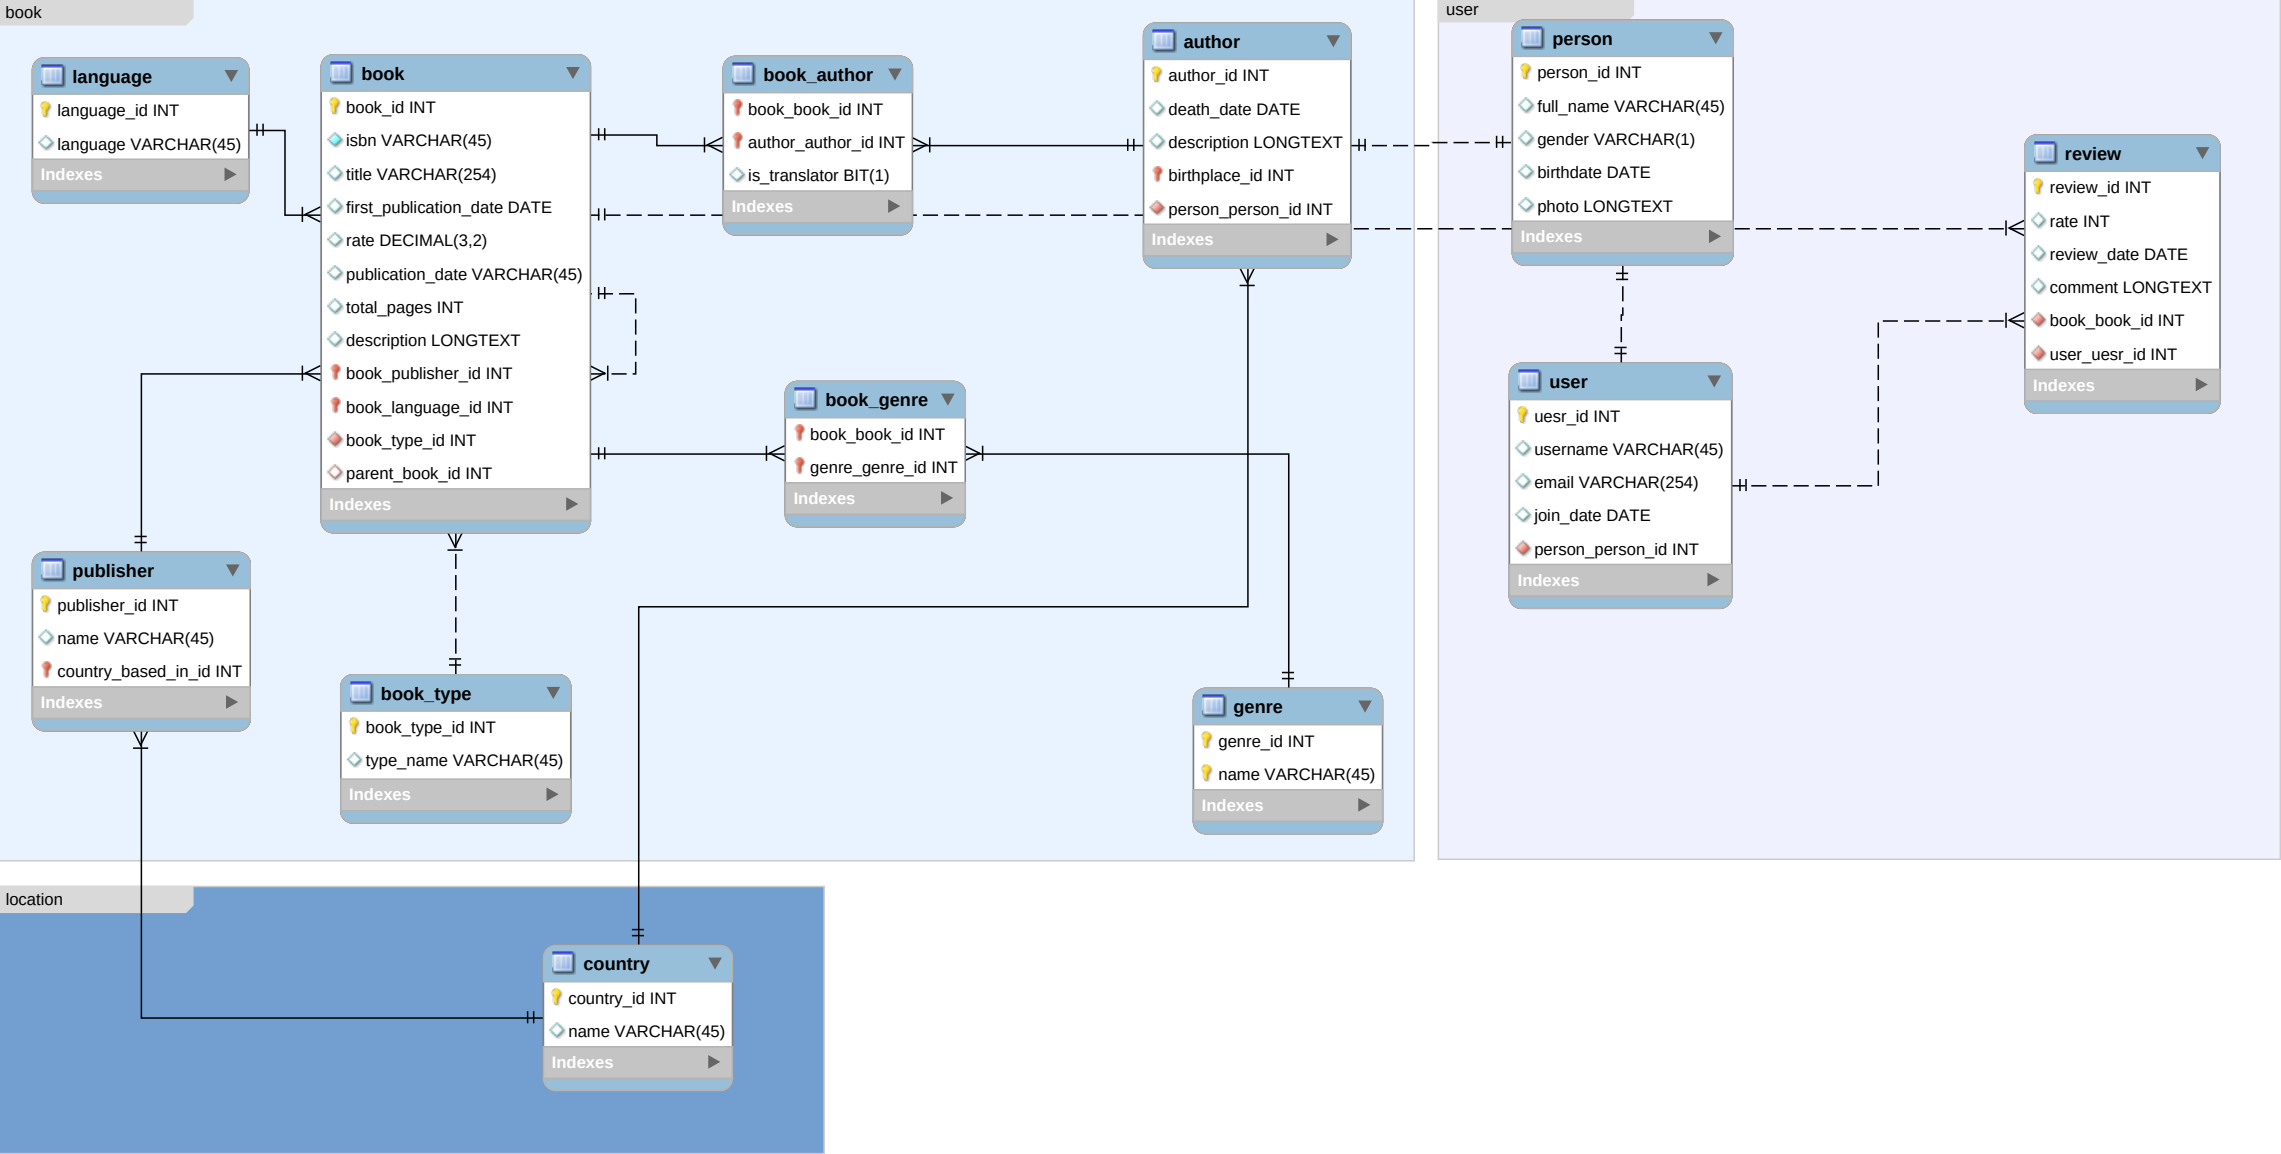 book
language
language_id INT
language VARCHAR(45)
Indexes
book
book_id INT
isbn VARCHAR(45)
title VARCHAR(254)
first_publication_date DATE
rate DECIMAL(3,2)
publication_date VARCHAR(45)
total_pages INT
description LONGTEXT
book_publisher_id INT
book_language_id INT
book_type_id INT
parent_book_id INT
Indexes
book_author
book_book_id INT
author_author_id INT
is_translator BIT(1)
Indexes
author
author_id INT
death_date DATE
description LONGTEXT
birthplace_id INT
person_person_id INT
Indexes
book_genre
book_book_id INT
genre_genre_id INT
Indexes
publisher
publisher_id INT
name VARCHAR(45)
country_based_in_id INT
Indexes
book_type
book_type_id INT
type_name VARCHAR(45)
Indexes
genre
genre_id INT
name VARCHAR(45)
Indexes
user
person
person_id INT
full_name VARCHAR(45)
gender VARCHAR(1)
birthdate DATE
photo LONGTEXT
Indexes
review
review_id INT
rate INT
review_date DATE
comment LONGTEXT
book_book_id INT
user_uesr_id INT
Indexes
user
uesr_id INT
username VARCHAR(45)
email VARCHAR(254)
join_date DATE
person_person_id INT
Indexes
location
country
country_id INT
name VARCHAR(45)
Indexes